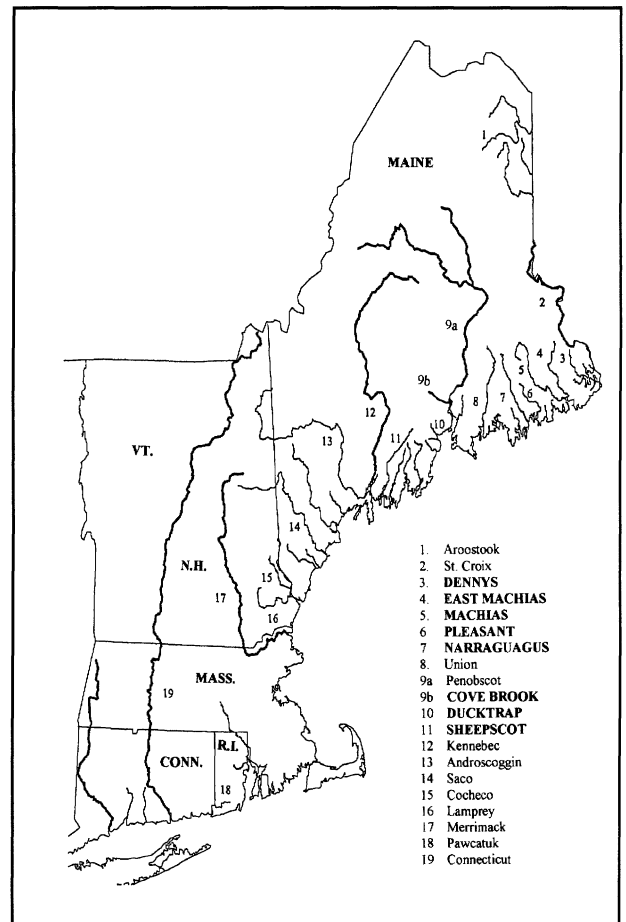 1
MAINE
2
9a
4
3
5
9b
6
8
7
12
10
11
13
VT.
14
N.H.
15
17
16
MASS.
19
R.I.
CONN.
18
1. Aroostook
2. St. Croix
3. DENNYS
4. EAST MACHIAS
5. MACHIAS
6 PLEASANT
7 NARRAGUAGUS
8. Union
9a Penobscot
9b COVE BROOK
10 DUCKTRAP
11 SHEEPSCOT
12 Kennebec
13 Androscoggin
14 Saco
15 Cocheco
16 Lamprey
17 Merrimack
18 Pawcatuk
19 Connecticut